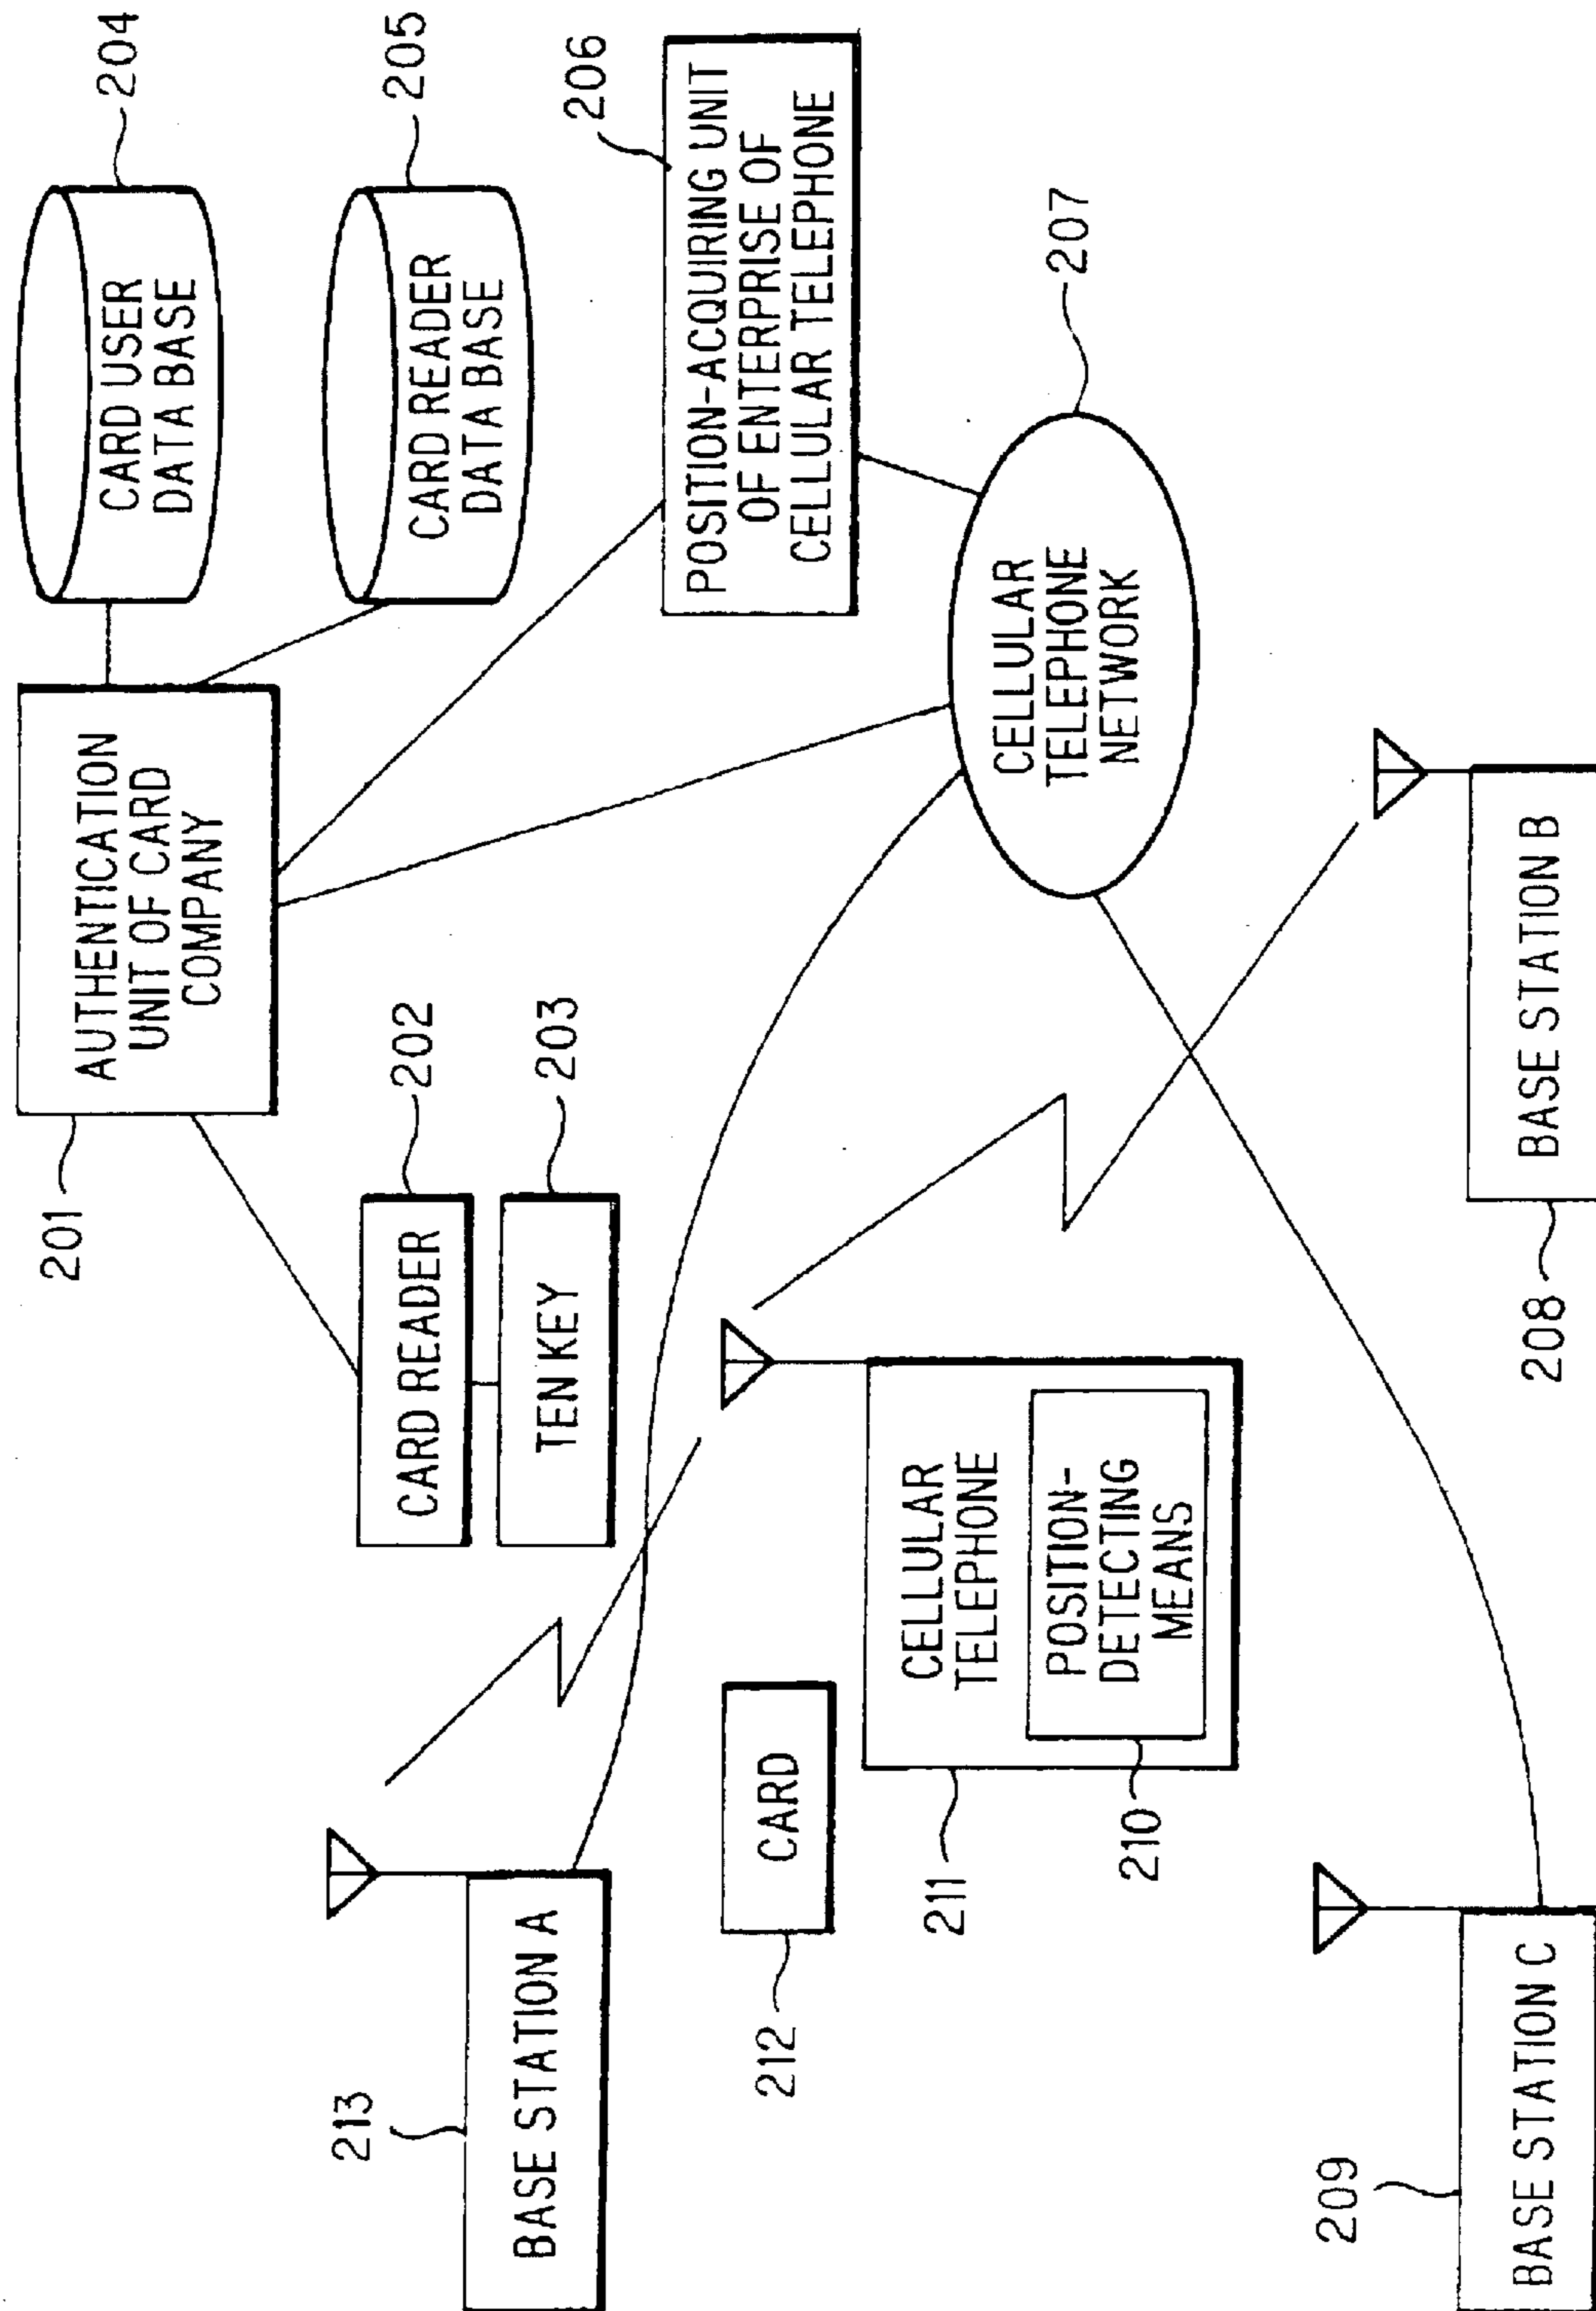 201
AUTHENTICATION
UNIT OF CARD
COMPANY
204
CARD USER
DATA BASE
205
CARD READER
DATA BASE
202
CARD READER
203
TEN KEY
206
POSITION-ACQUIRING UNIT
OF ENTERPRISE OF
CELLULAR TELEPHONE
207
CELLULAR
TELEPHONE
NETWORK
213
BASE STATION A
212
CARD
211
CELLULAR
TELEPHONE
210
POSITION-
DETECTING
MEANS
209
BASE STATION C
208
BASE STATION B